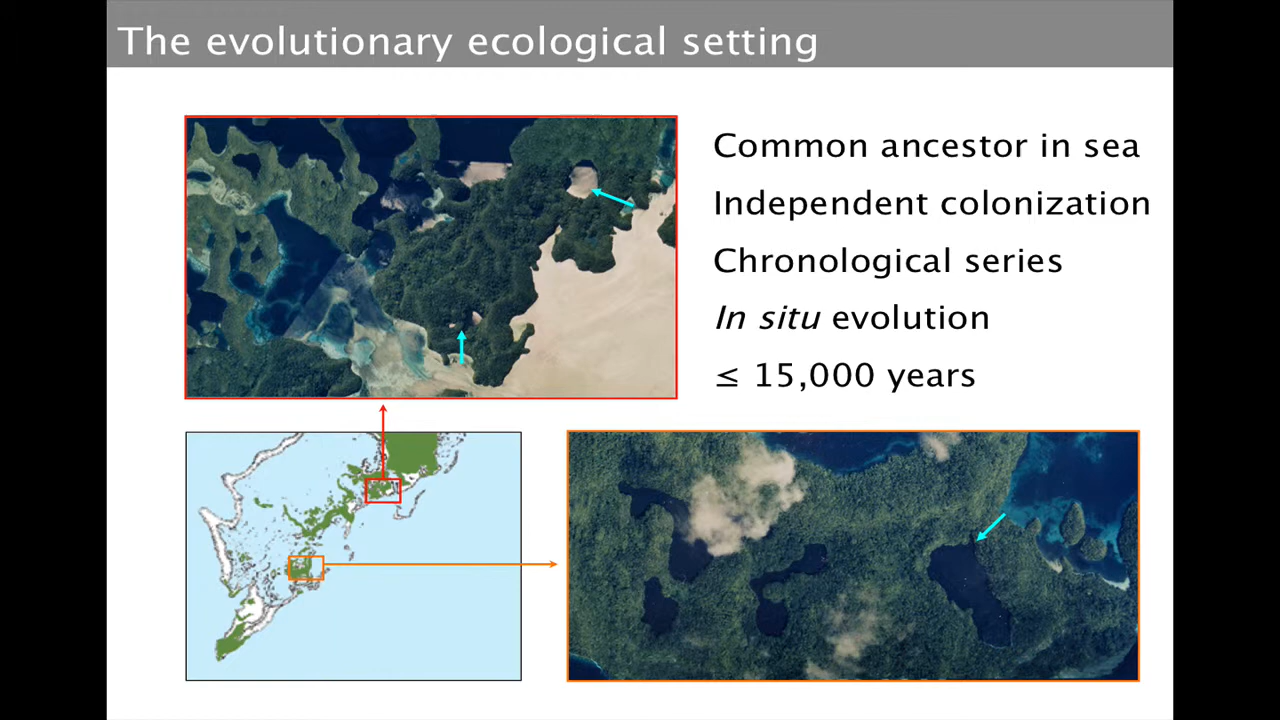 The evolutionary ecological setting
Common ancestor in sea
Independent colonization
Chronological series
In situ evolution
≤ 15,000 years